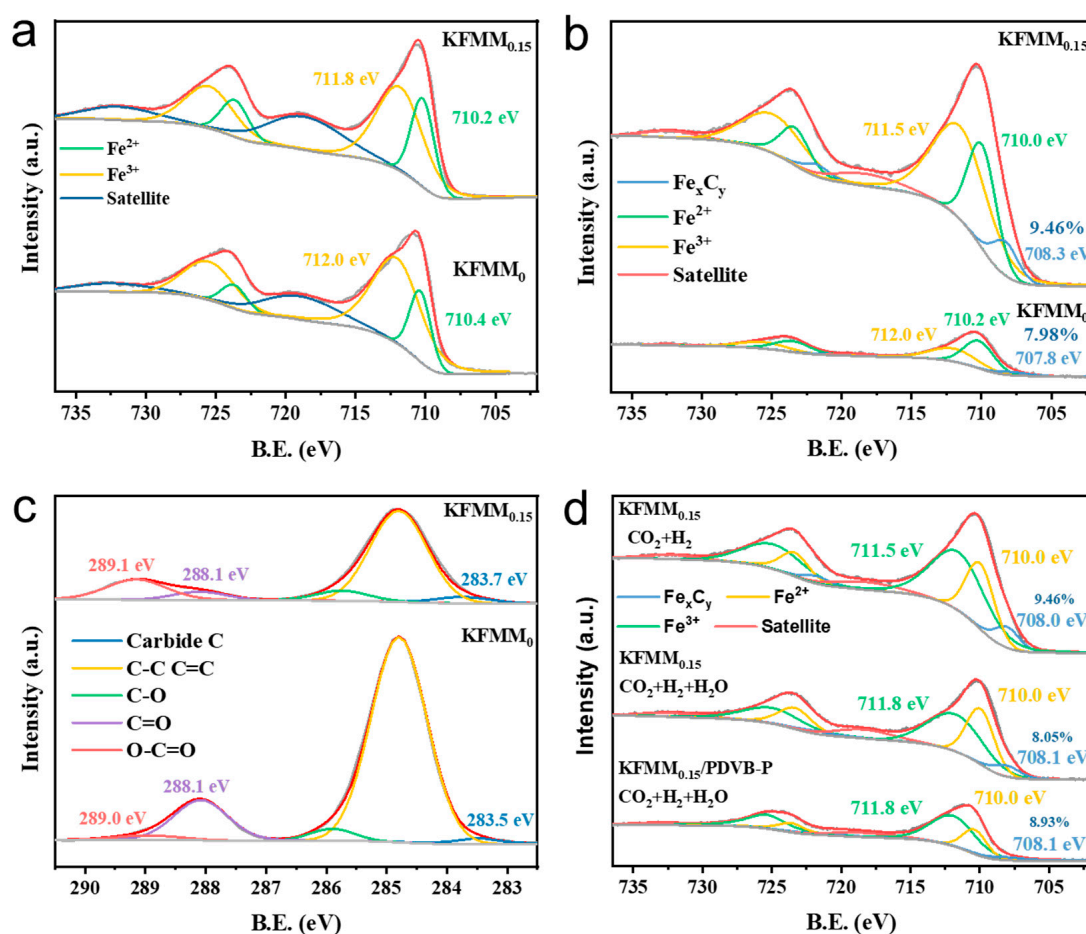 a
KFMM0.15
711.8 eV
710.2 eV
Fe2+
Fe3+
Satellite
KFMM0
712.0 eV
710.4 eV
Intensity (a.u.)
735 730 725 720 715 710 705
B.E. (eV)
b
KFMM0.15
711.5 eV
710.0 eV
FexCy
Fe2+
Fe3+
Satellite
9.46%
708.3 eV
KFMM0
710.2 eV
7.98%
712.0 eV
707.8 eV
Intensity (a.u.)
735 730 725 720 715 710 705
B.E. (eV)
c
KFMM0.15
289.1 eV
288.1 eV
283.7 eV
KFMM0
Carbide C
C-C C=C
C-O
C=O
O-C=O
288.1 eV
289.0 eV
283.5 eV
Intensity (a.u.)
290 289 288 287 286 285 284 283
B.E. (eV)
d
KFMM0.15
CO2+H2
711.5 eV
710.0 eV
FexCy
Fe2+
Fe3+
Satellite
9.46%
708.0 eV
KFMM0.15
CO2+H2+H2O
711.8 eV
710.0 eV
8.05%
708.1 eV
KFMM0.15/PDVB-P
CO2+H2+H2O
711.8 eV
710.0 eV
8.93%
708.1 eV
Intensity (a.u.)
735 730 725 720 715 710 705
B.E. (eV)